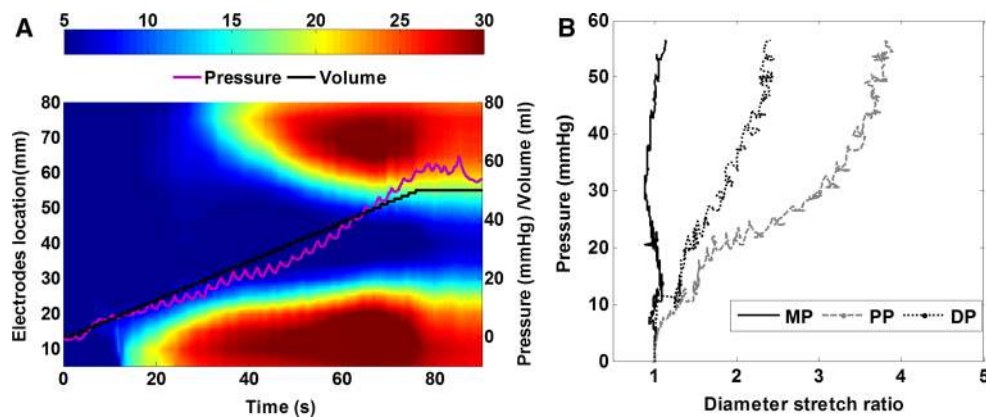 A
5 10 15 20 25 30
Pressure Volume
Electrodes location(mm)
80
70
60
50
40
30
20
10
0 20 40 60 80
Time (s)
80
60
40
20
0
Pressure (mmHg) /Volume (ml)
B
Pressure (mmHg)
60
50
40
30
20
10
0
MP PP DP
1 2 3 4 5
Diameter stretch ratio